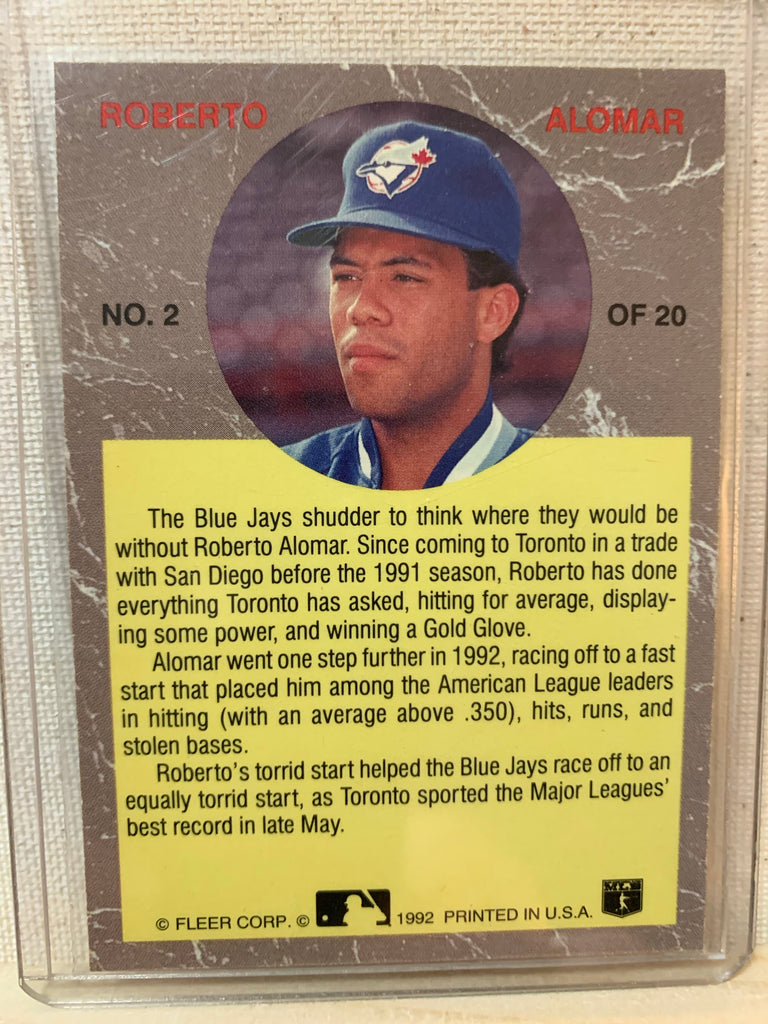 ROBERTO ALOMAR
NO. 2 OF 20
The Blue Jays shudder to think where they would be
without Roberto Alomar. Since coming to Toronto in a trade
with San Diego before the 1991 season, Roberto has done
everything Toronto has asked, hitting for average, display-
ing some power, and winning a Gold Glove.
Alomar went one step further in 1992, racing off to a fast
start that placed him among the American League leaders
in hitting (with an average above .350), hits, runs, and
stolen bases.
Roberto's torrid start helped the Blue Jays race off to an
equally torrid start, as Toronto sported the Major Leagues'
best record in late May.
© FLEER CORP. © 1992 PRINTED IN U.S.A.